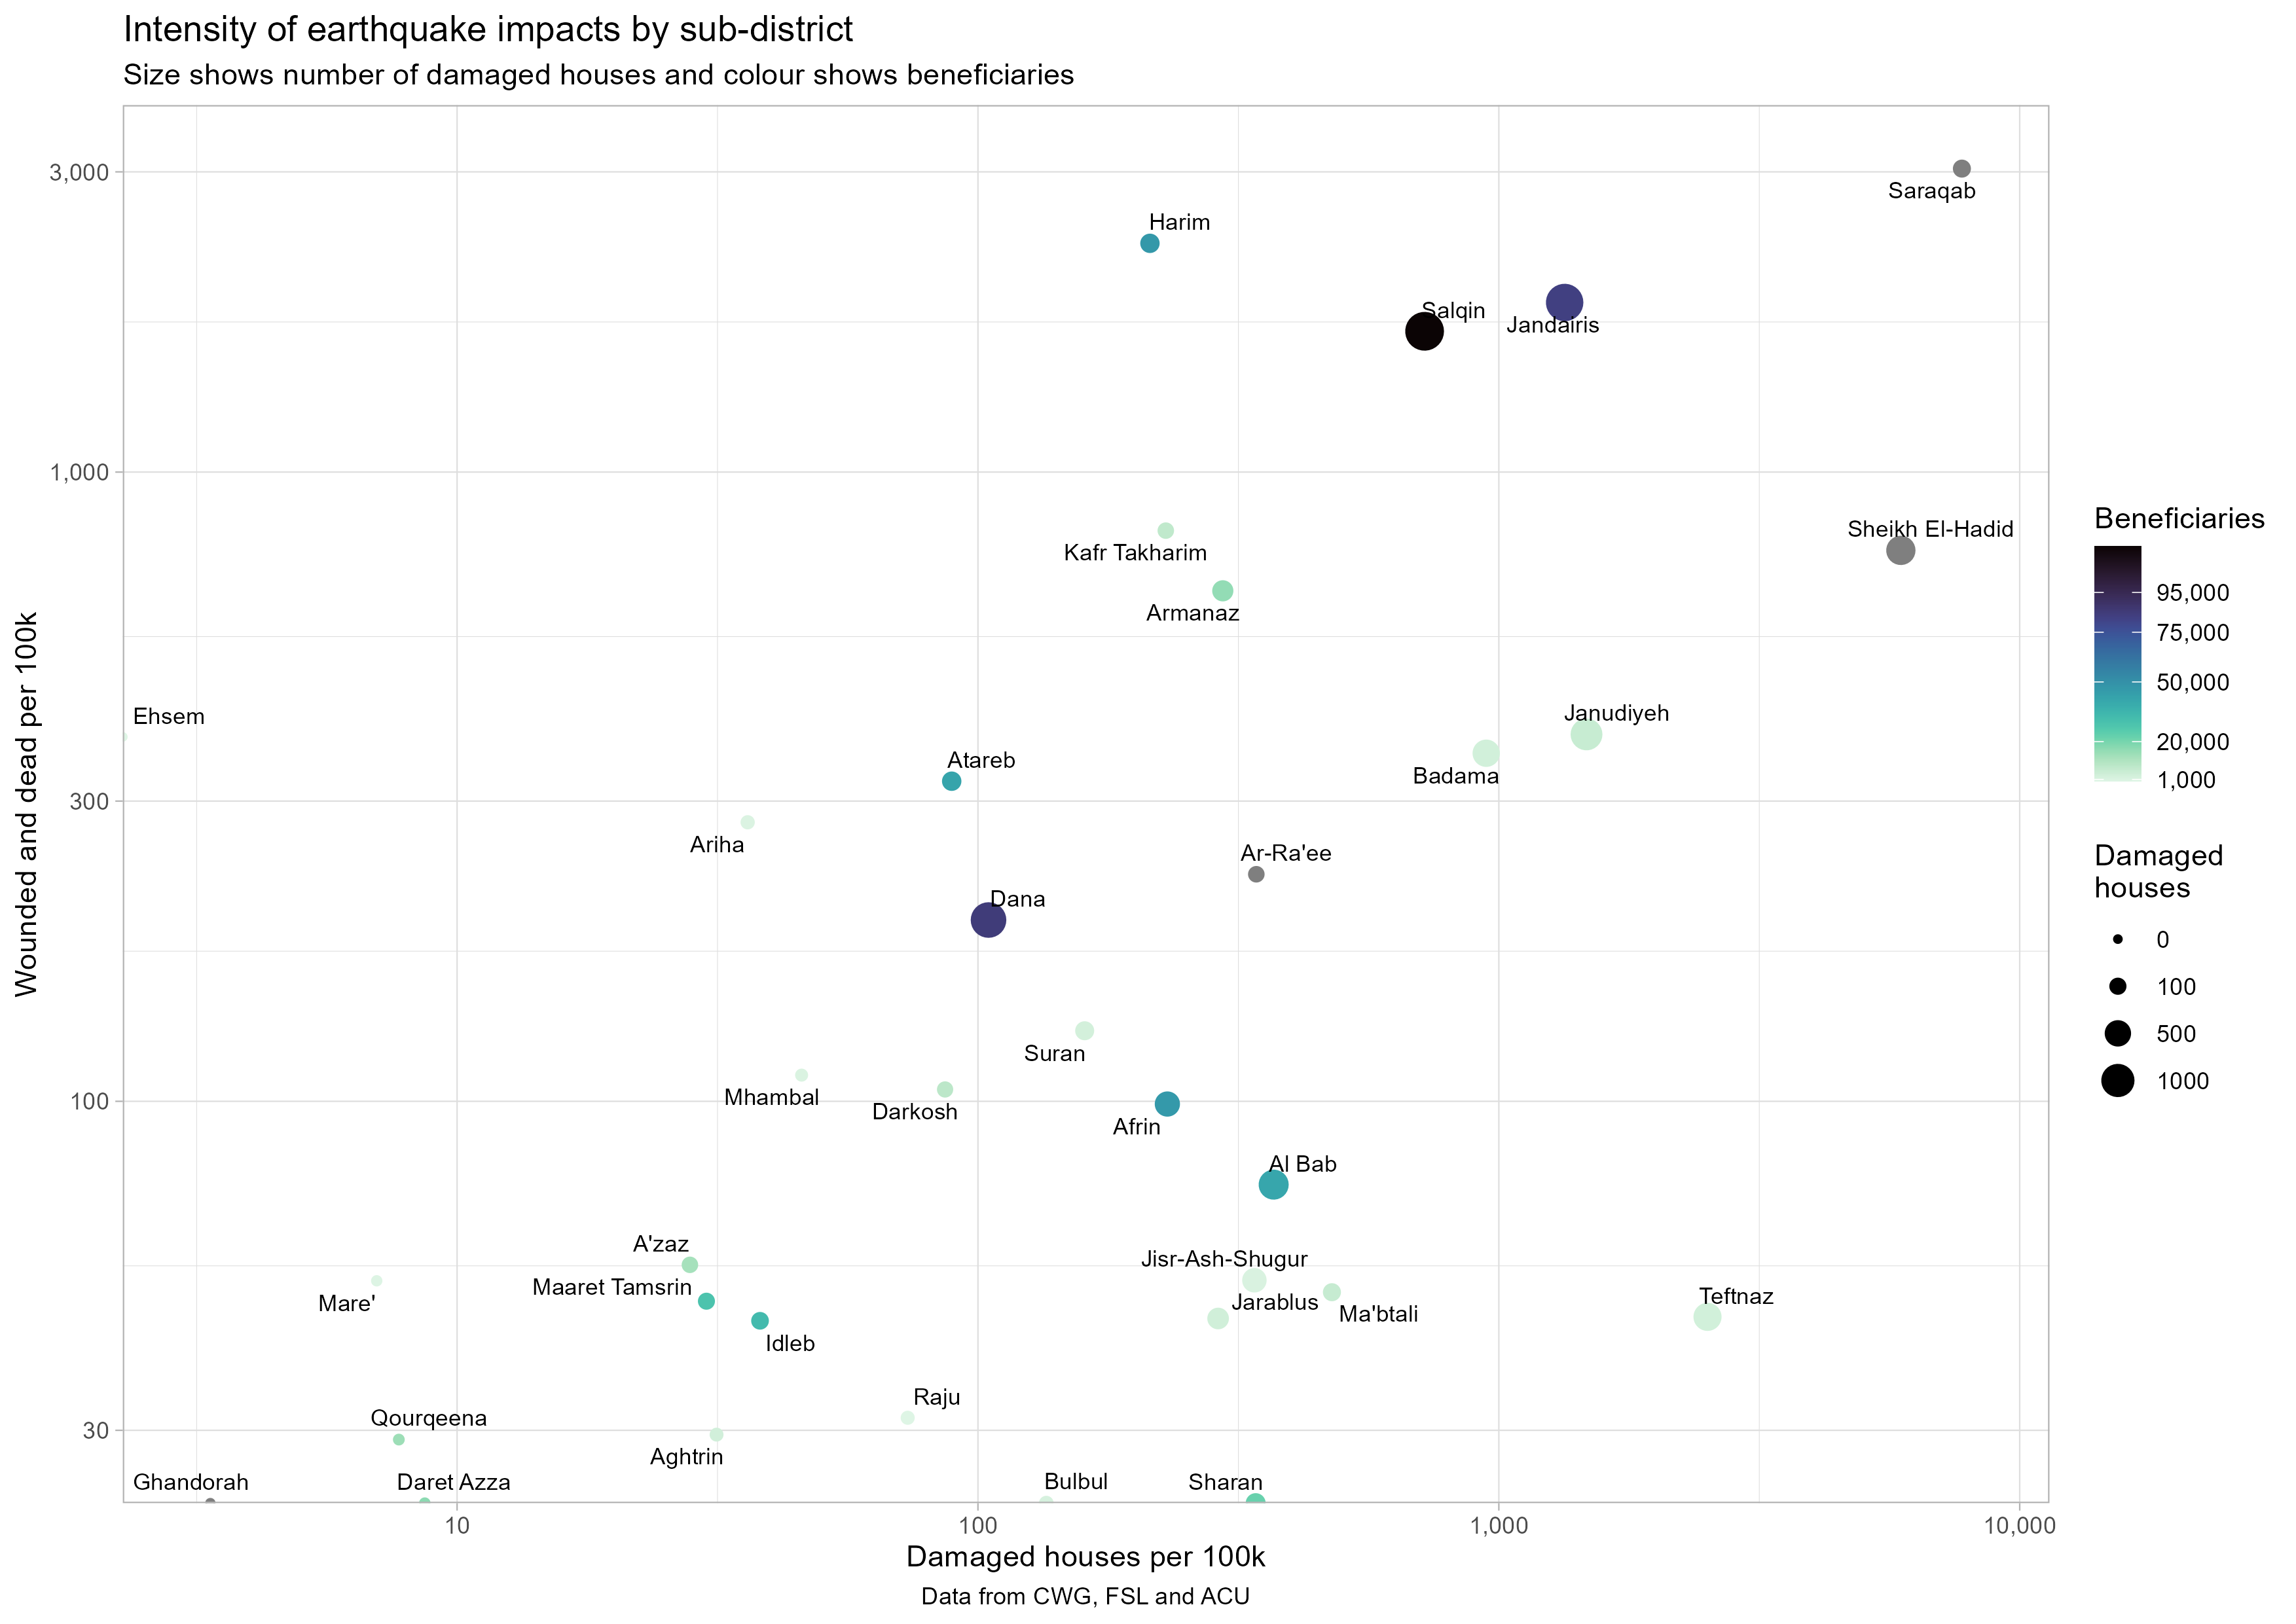 Intensity of earthquake impacts by sub-district
Size shows number of damaged houses and colour shows beneficiaries
Wounded and dead per 100k
3,000
1,000
300
100
30
Saraqab
Harim
Salqin
Jandairis
Sheikh El-Hadid
Kafr Takharim
Armanaz
Ehsem
Janudiyeh
Atareb
Badama
Ariha
Ar-Ra'ee
Dana
Suran
Mhambal
Darkosh
Afrin
Al Bab
A'zaz
Jisr-Ash-Shugur
Maaret Tamsrin
Mare'
Jarablus
Ma'btali
Teftnaz
Idleb
Raju
Qourqeena
Aghtrin
Ghandorah
Daret Azza
Bulbul
Sharan
10
100
1,000
10,000
Damaged houses per 100k
Data from CWG, FSL and ACU
Beneficiaries
95,000
75,000
50,000
20,000
1,000
Damaged
houses
0
100
500
1000